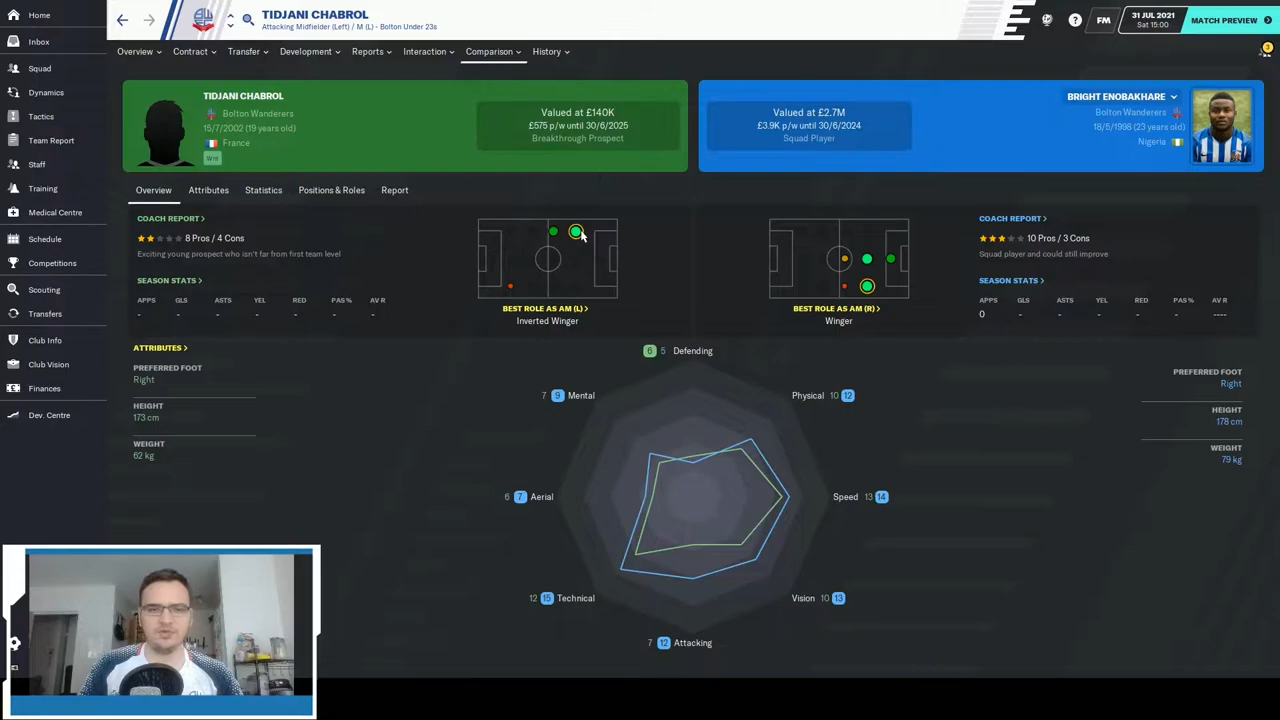 Home
Inbox
Squad
Dynamics
Tactics
Team Report
Staff
Training
Medical Centre
Schedule
Competitions
Scouting
Transfers
Club Info
Club Vision
Finances
Dev. Centre
TIDJANI CHABROL
Attacking Midfielder (Left) / M (L) - Bolton Under 23s
?
FM
31 JUL 2021
Sat 15:00
MATCH PREVIEW
Overview
Contract
Transfer
Development
Reports
Interaction
Comparison
History
TIDJANI CHABROL
Bolton Wanderers
15/7/2002 (19 years old)
France
Wnt
Valued at £140K
£575 p/w until 30/6/2025
Breakthrough Prospect
Valued at £2.7M
£3.9K p/w until 30/6/2024
Squad Player
BRIGHT ENOBAKHARE
Bolton Wanderers
18/5/1998 (23 years old)
Nigeria
Overview
Attributes
Statistics
Positions & Roles
Report
COACH REPORT >
8 Pros / 4 Cons
Exciting young prospect who isn't far from first team level
SEASON STATS >
APPS GLS ASTS YEL RED PAS % AV R
- - - - - - -
BEST ROLE AS AM (L) >
Inverted Winger
BEST ROLE AS AM (R) >
Winger
COACH REPORT >
10 Pros / 3 Cons
Squad player and could still improve
SEASON STATS >
APPS GLS ASTS YEL RED PAS % AV R
0 - - - - - ----
ATTRIBUTES >
PREFERRED FOOT
Right
HEIGHT
173 cm
WEIGHT
62 kg
6 5 Defending
7 9 Mental
Physical 10 12
6 7 Aerial
Speed 13 14
12 15 Technical
Vision 10 13
7 12 Attacking
PREFERRED FOOT
Right
HEIGHT
178 cm
WEIGHT
79 kg